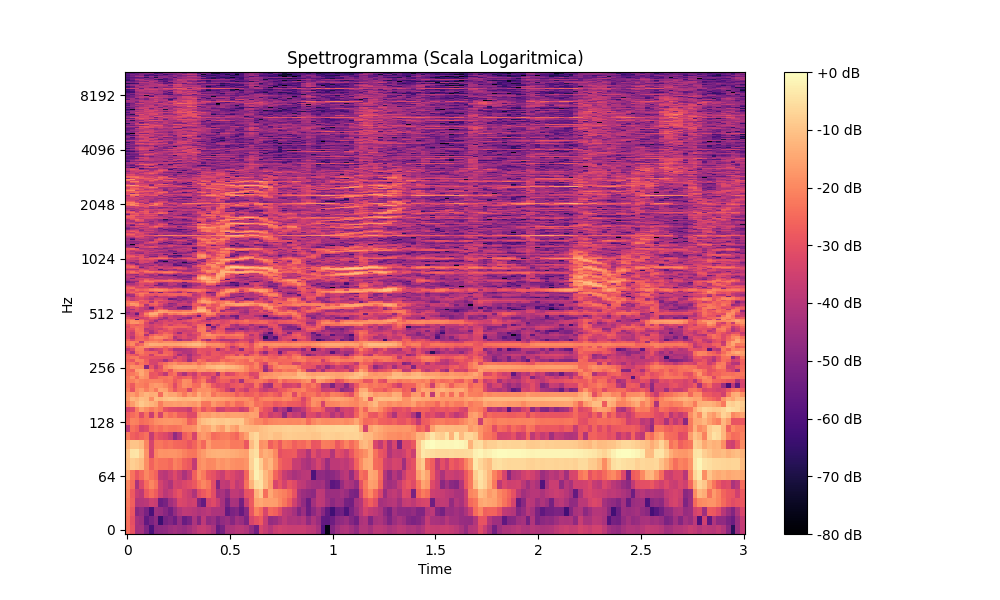 Spettrogramma (Scala Logaritmica)
Hz
8192
4096
2048
1024
512
256
128
64
0
0
0.5
1
1.5
2
2.5
3
Time
+0 dB
-10 dB
-20 dB
-30 dB
-40 dB
-50 dB
-60 dB
-70 dB
-80 dB